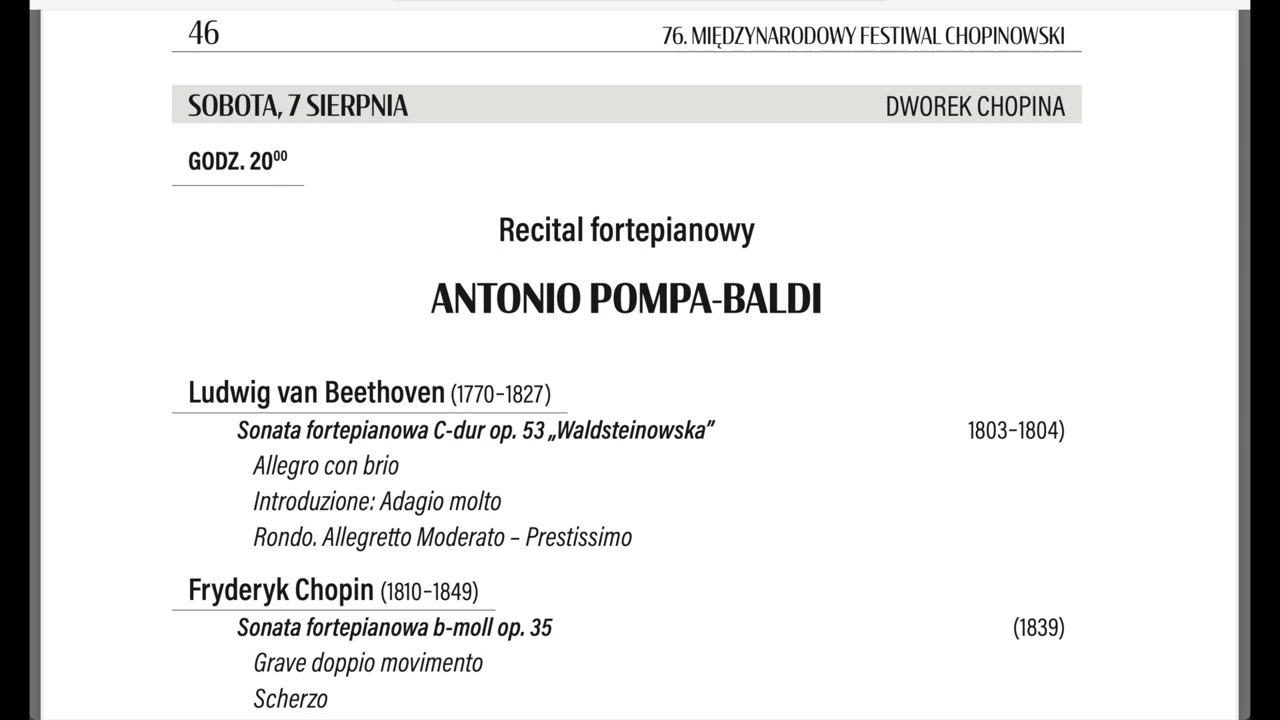 46 76. MIĘDZYNARODOWY FESTIWAL CHOPINOWSKI
SOBOTA, 7 SIERPNIA DWOREK CHOPINA
GODZ. 20⁰⁰
Recital fortepianowy
ANTONIO POMPA-BALDI
Ludwig van Beethoven (1770–1827)
Sonata fortepianowa C-dur op. 53 „Waldsteinowska” 1803–1804)
Allegro con brio
Introduzione: Adagio molto
Rondo. Allegretto Moderato – Prestissimo
Fryderyk Chopin (1810–1849)
Sonata fortepianowa b-moll op. 35 (1839)
Grave doppio movimento
Scherzo